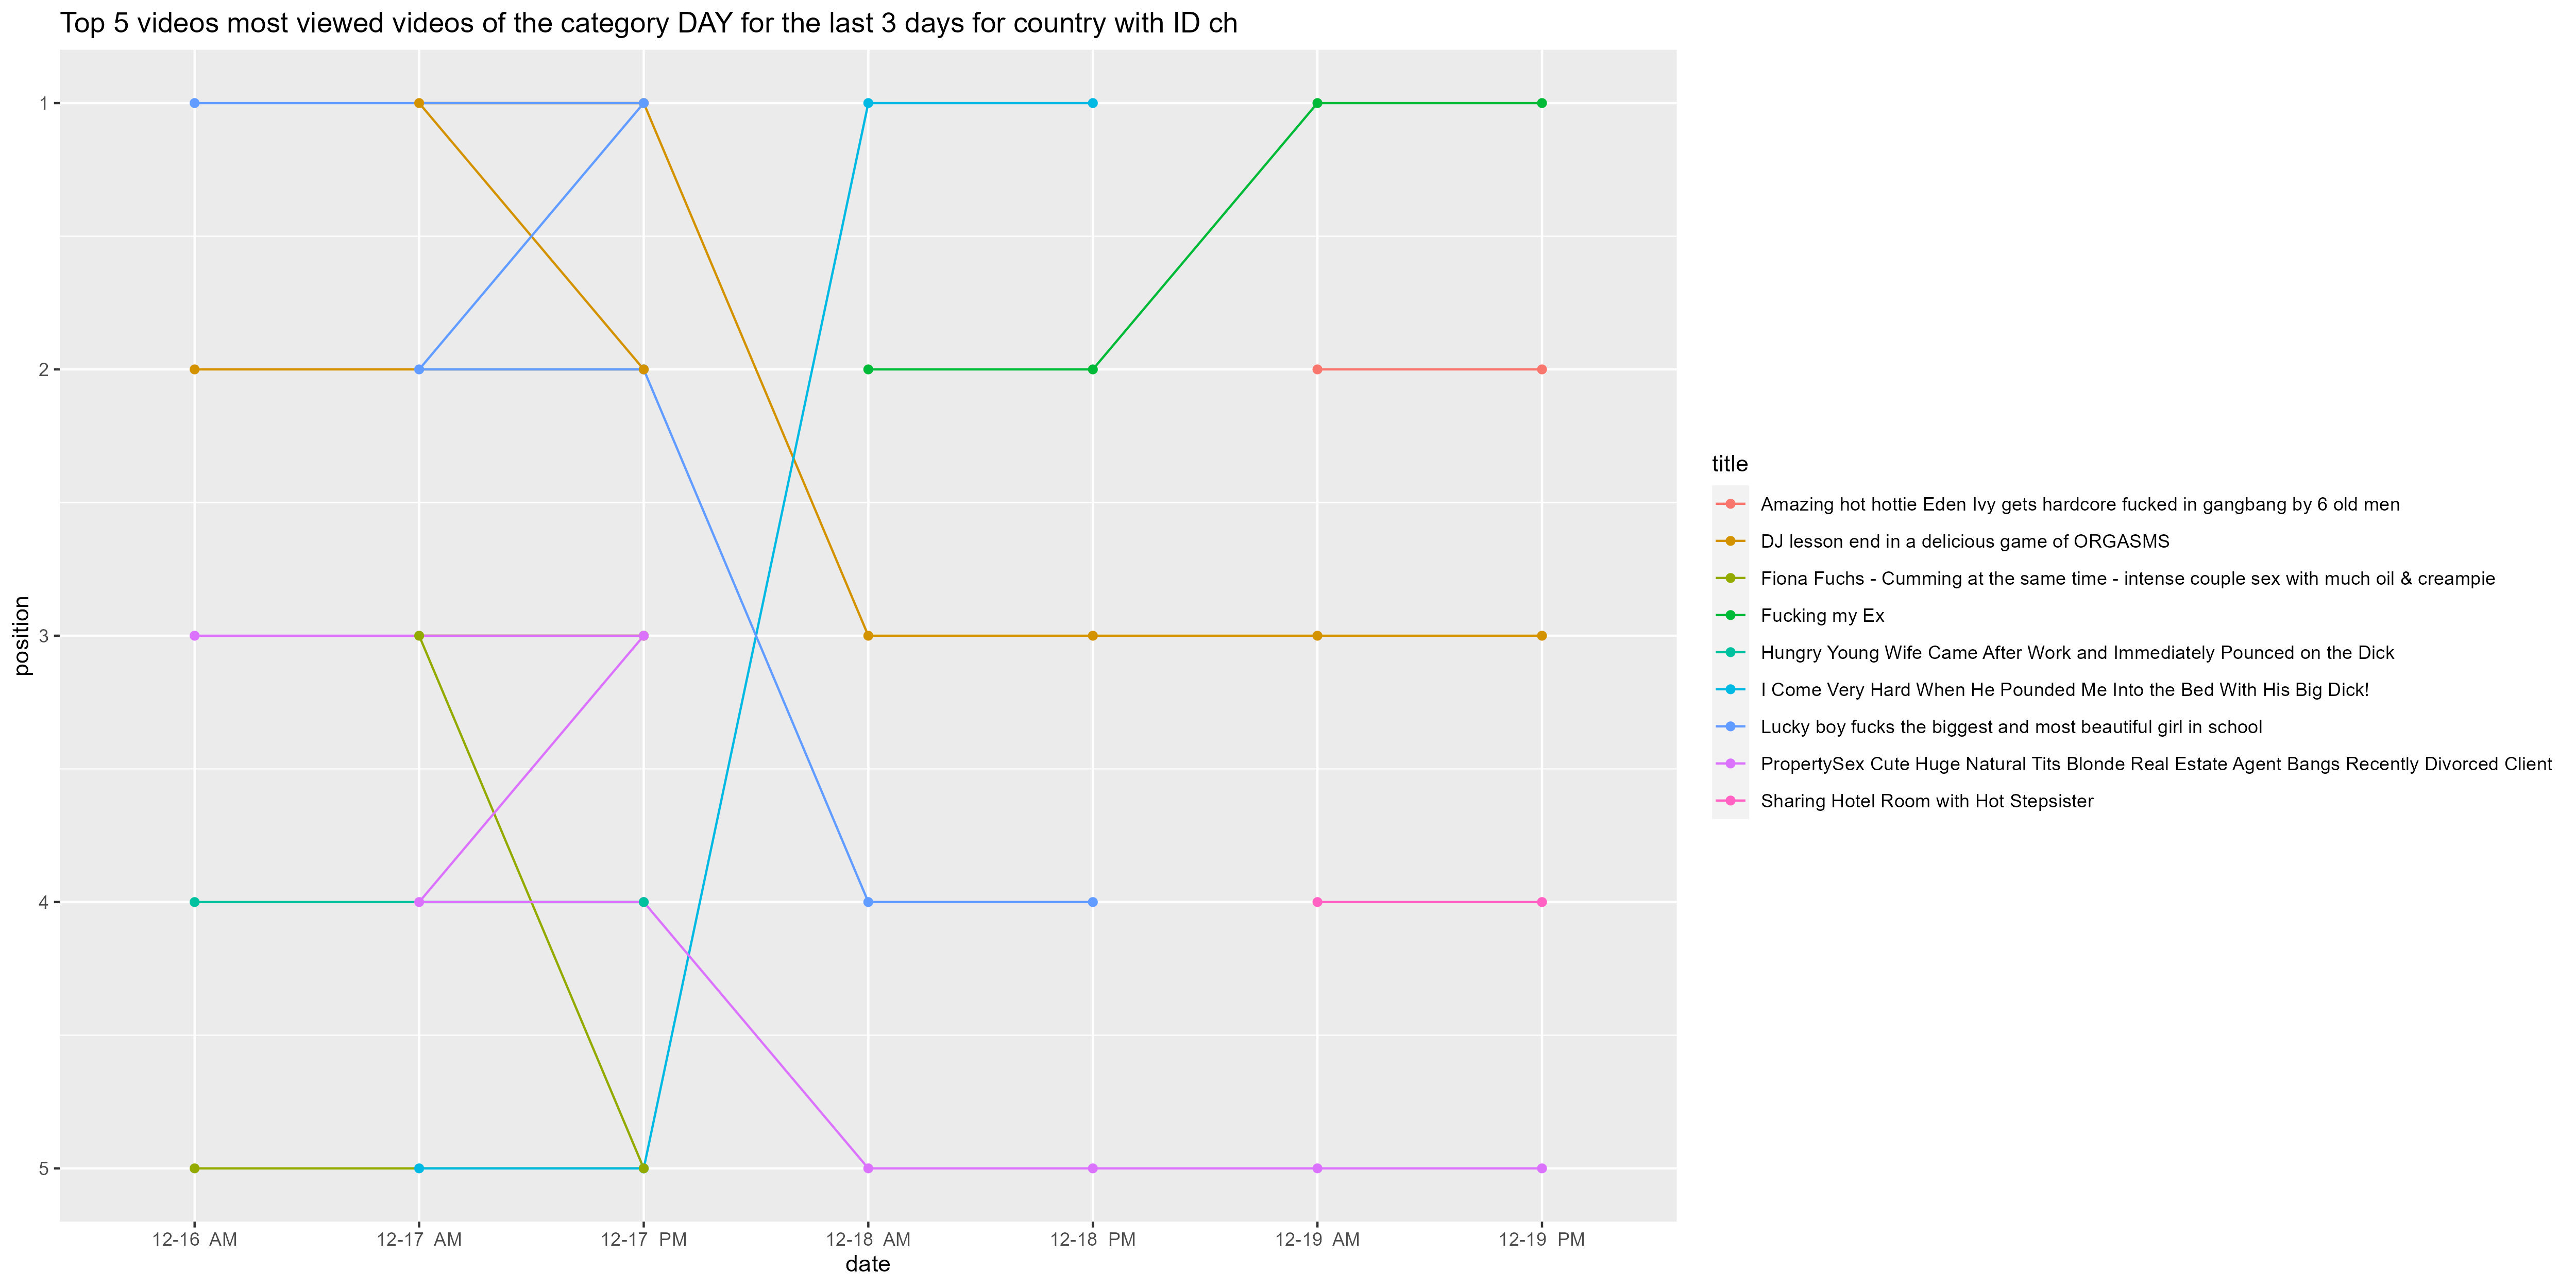 Top 5 videos most viewed videos of the category DAY for the last 3 days for country with ID ch
position
1
2
3
4
5
12-16 AM
12-17 AM
12-17 PM
12-18 AM
12-18 PM
12-19 AM
12-19 PM
date
title
Amazing hot hottie Eden Ivy gets hardcore fucked in gangbang by 6 old men
DJ lesson end in a delicious game of ORGASMS
Fiona Fuchs - Cumming at the same time - intense couple sex with much oil & creampie
Fucking my Ex
Hungry Young Wife Came After Work and Immediately Pounced on the Dick
I Come Very Hard When He Pounded Me Into the Bed With His Big Dick!
Lucky boy fucks the biggest and most beautiful girl in school
PropertySex Cute Huge Natural Tits Blonde Real Estate Agent Bangs Recently Divorced Client
Sharing Hotel Room with Hot Stepsister